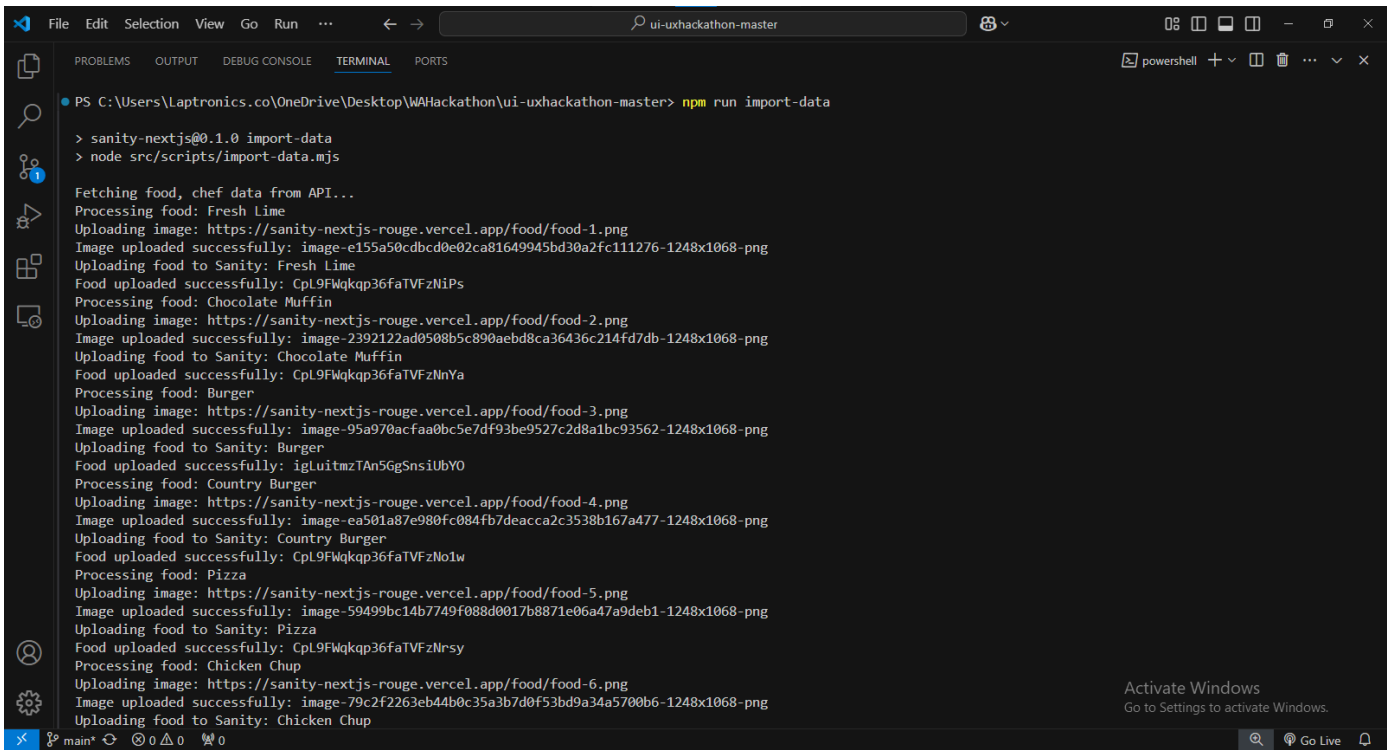 File Edit Selection View Go Run ··· ui-uxhackathon-master
PROBLEMS OUTPUT DEBUG CONSOLE TERMINAL PORTS powershell
PS C:\Users\Laptronics.co\OneDrive\Desktop\WAHackathon\ui-uxhackathon-master> npm run import-data
> sanity-nextjs@0.1.0 import-data
> node src/scripts/import-data.mjs
1
Fetching food, chef data from API...
Processing food: Fresh Lime
Uploading image: https://sanity-nextjs-rouge.vercel.app/food/food-1.png
Image uploaded successfully: image-e155a50cdbcd0e02ca81649945bd30a2fc111276-1248x1068-png
Uploading food to Sanity: Fresh Lime
Food uploaded successfully: CpL9FWqkqp36faTVFzNiPs
Processing food: Chocolate Muffin
Uploading image: https://sanity-nextjs-rouge.vercel.app/food/food-2.png
Image uploaded successfully: image-2392122ad0508b5c890aebd8ca36436c214fd7db-1248x1068-png
Uploading food to Sanity: Chocolate Muffin
Food uploaded successfully: CpL9FWqkqp36faTVFzNnYa
Processing food: Burger
Uploading image: https://sanity-nextjs-rouge.vercel.app/food/food-3.png
Image uploaded successfully: image-95a970acfaa0bc5e7df93be9527c2d8a1bc93562-1248x1068-png
Uploading food to Sanity: Burger
Food uploaded successfully: igLuitmzTAn5GgSnsiUbYO
Processing food: Country Burger
Uploading image: https://sanity-nextjs-rouge.vercel.app/food/food-4.png
Image uploaded successfully: image-ea501a87e980fc084fb7deacca2c3538b167a477-1248x1068-png
Uploading food to Sanity: Country Burger
Food uploaded successfully: CpL9FWqkqp36faTVFzNo1w
Processing food: Pizza
Uploading image: https://sanity-nextjs-rouge.vercel.app/food/food-5.png
Image uploaded successfully: image-59499bc14b7749f088d0017b8871e06a47a9deb1-1248x1068-png
Uploading food to Sanity: Pizza
Food uploaded successfully: CpL9FWqkqp36faTVFzNrsy
Processing food: Chicken Chup
Uploading image: https://sanity-nextjs-rouge.vercel.app/food/food-6.png
Image uploaded successfully: image-79c2f2263eb44b0c35a3b7d0f53bd9a34a5700b6-1248x1068-png
Uploading food to Sanity: Chicken Chup
Activate Windows
Go to Settings to activate Windows.
main* 0 0 0 Go Live